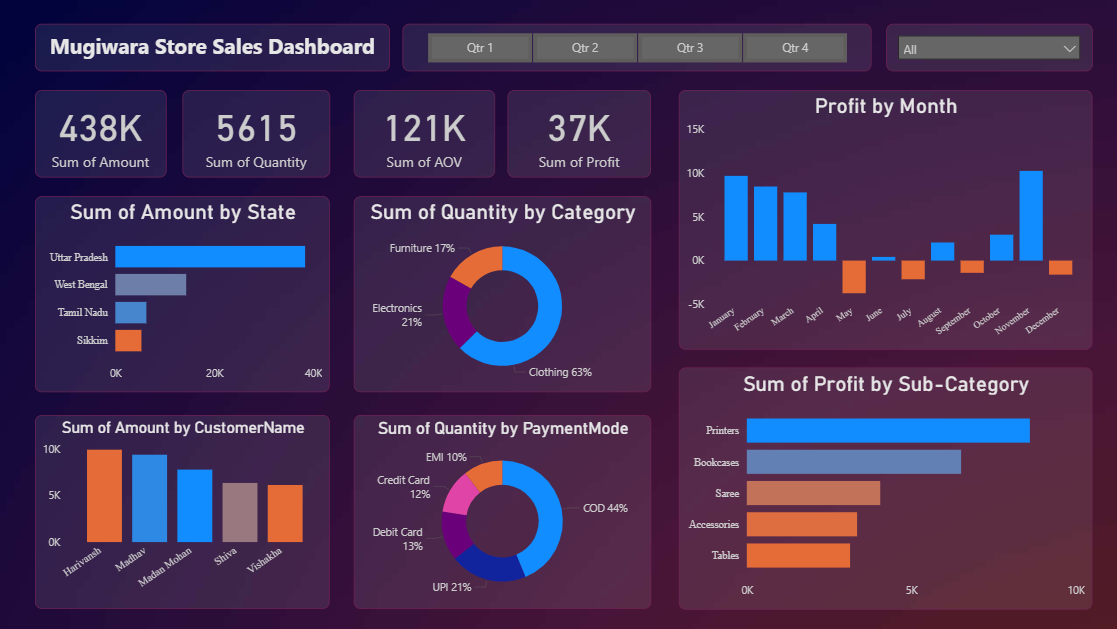 Mugiwara Store Sales Dashboard
Qtr 1
Qtr 2
Qtr 3
Qtr 4
All
438K
Sum of Amount
5615
Sum of Quantity
121K
Sum of AOV
37K
Sum of Profit
Profit by Month
15K
10K
5K
0K
-5K
January
February
March
April
May
June
July
August
September
October
November
December
Sum of Amount by State
Uttar Pradesh
West Bengal
Tamil Nadu
Sikkim
0K
20K
40K
Sum of Quantity by Category
Furniture 17%
Electronics
21%
Clothing 63%
Sum of Profit by Sub-Category
Printers
Bookcases
Saree
Accessories
Tables
0K
5K
10K
Sum of Amount by CustomerName
10K
5K
0K
Harivansh
Madhav
Madan Mohan
Shiva
Vishakha
Sum of Quantity by PaymentMode
EMI 10%
Credit Card
12%
COD 44%
Debit Card
13%
UPI 21%